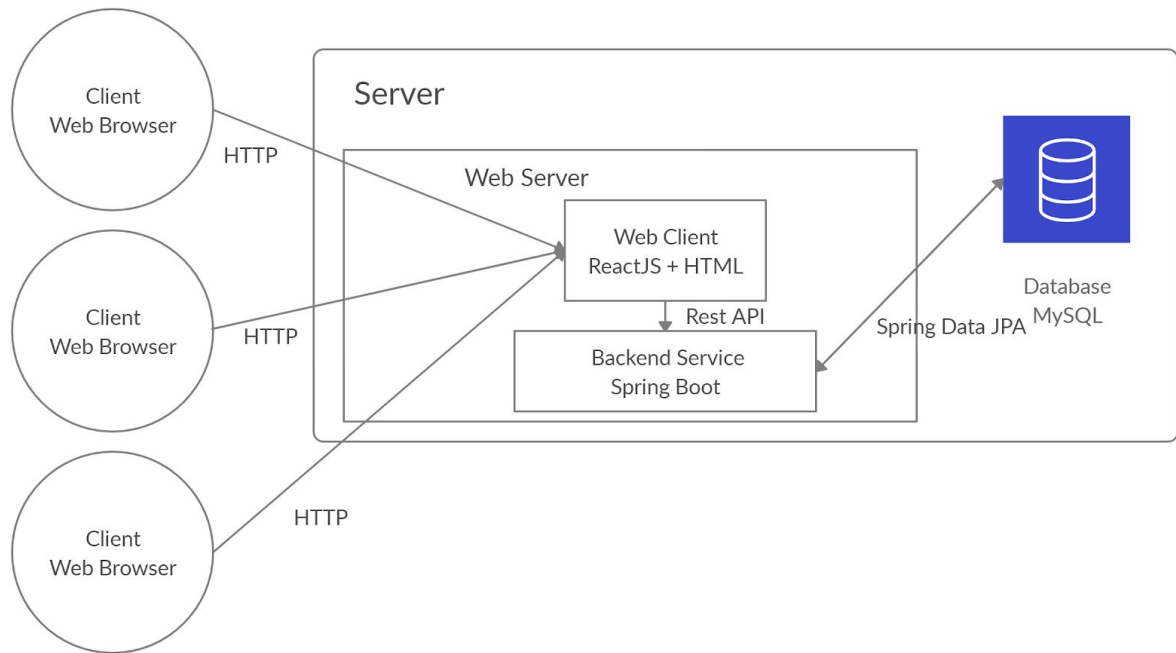 Client
Web Browser
HTTP
Client
Web Browser
HTTP
Client
Web Browser
HTTP
Server
Web Server
Web Client
ReactJS + HTML
Rest API
Backend Service
Spring Boot
Spring Data JPA
Database
MySQL